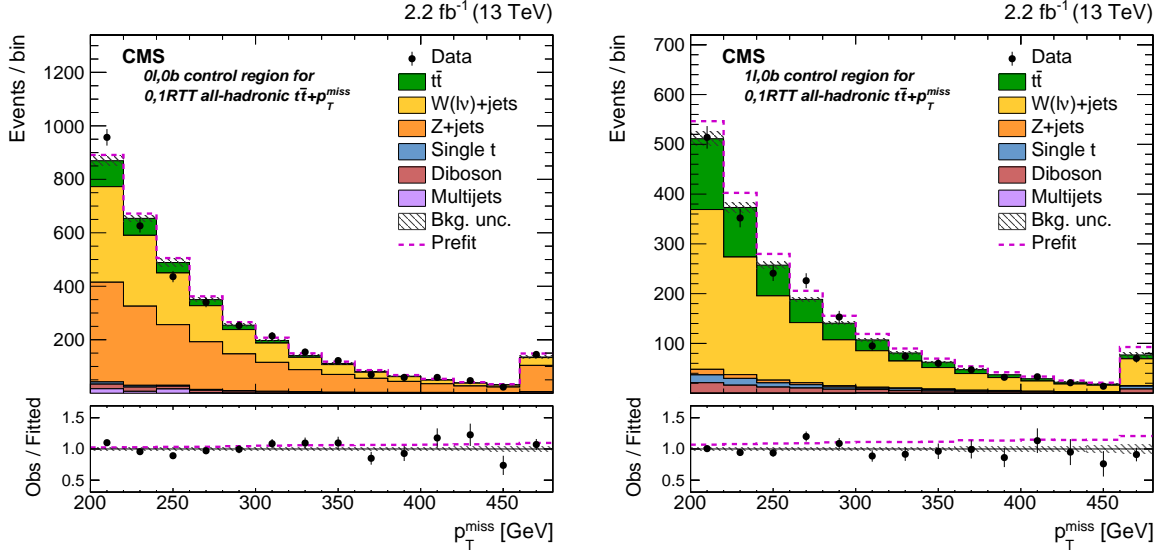 2.2 fb⁻¹ (13 TeV)
Events / bin
1200
1000
800
600
400
200
CMS
0l,0b control region for
0,1RTT all-hadronic tt̄+p_T^miss
Data
tt̄
W(lν)+jets
Z+jets
Single t
Diboson
Multijets
Bkg. unc.
Prefit
Obs / Fitted
1.5
1.0
0.5
200 250 300 350 400 450
p_T^miss [GeV]
2.2 fb⁻¹ (13 TeV)
Events / bin
700
600
500
400
300
200
100
CMS
1l,0b control region for
0,1RTT all-hadronic tt̄+p_T^miss
Data
tt̄
W(lν)+jets
Z+jets
Single t
Diboson
Multijets
Bkg. unc.
Prefit
Obs / Fitted
1.5
1.0
0.5
200 250 300 350 400 450
p_T^miss [GeV]